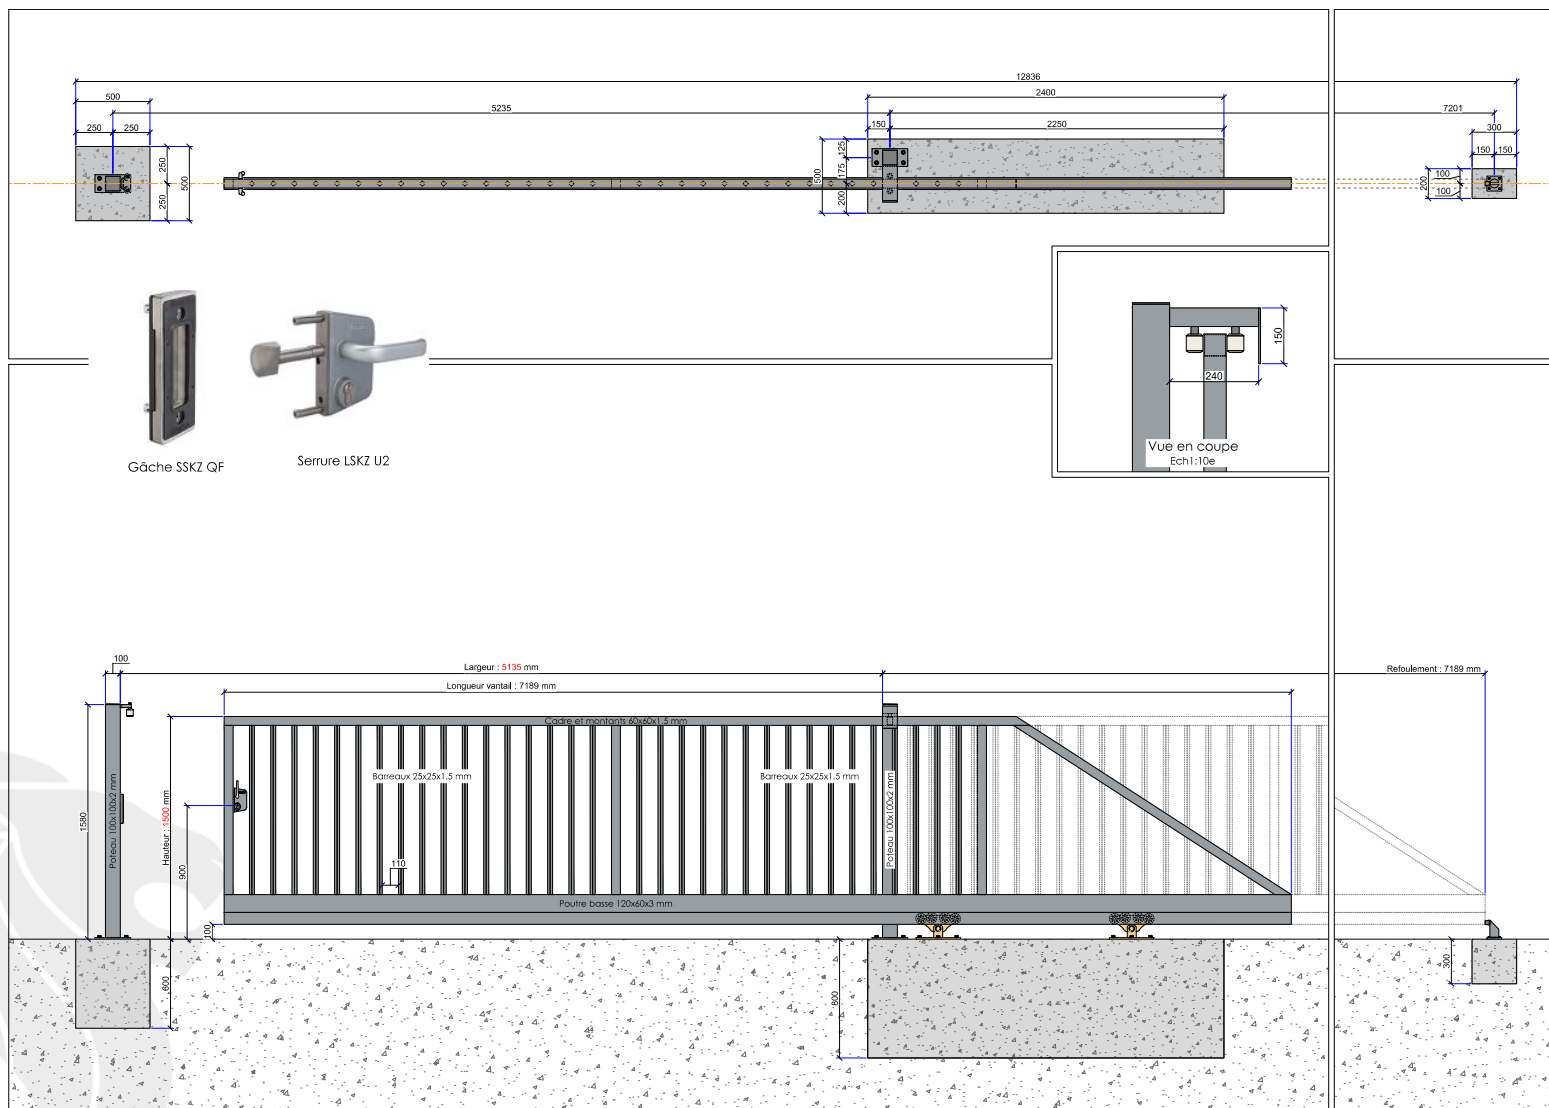 12836
500
2400
5235
7201
250
250
150
2250
300
150
150
250
500
250
125
175
500
200
100
200
100
150
240
Vue en coupe
Ech1:10e
Gâche SSKZ QF
Serrure LSKZ U2
100
Largeur : 5135 mm
Refoulement : 7189 mm
Longueur vantail : 7189 mm
Cadre et montants 60x60x1.5 mm
Barreaux 25x25x1.5 mm
Barreaux 25x25x1.5 mm
Poteau 100x100x2 mm
Poteau 100x100x2 mm
1580
Hauteur : 1500 mm
900
110
Poutre basse 120x60x3 mm
100
600
800
300